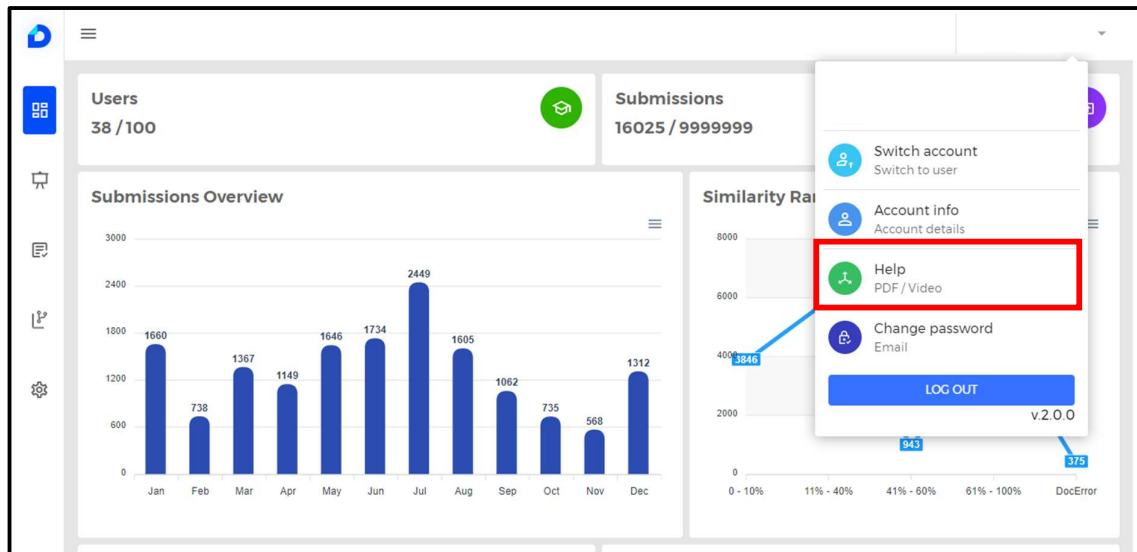 Users
38 / 100
Submissions
16025 / 9999999
Switch account
Switch to user
Account info
Account details
Help
PDF / Video
Change password
Email
LOG OUT
v.2.0.0
Submissions Overview
3000
2400
1800
1200
600
0
1660
738
1367
1149
1646
1734
2449
1605
1062
735
568
1312
Jan Feb Mar Apr May Jun Jul Aug Sep Oct Nov Dec
Similarity Ra
8000
6000
4000
2000
0
3846
943
375
0 - 10% 11% - 40% 41% - 60% 61% - 100% DocError